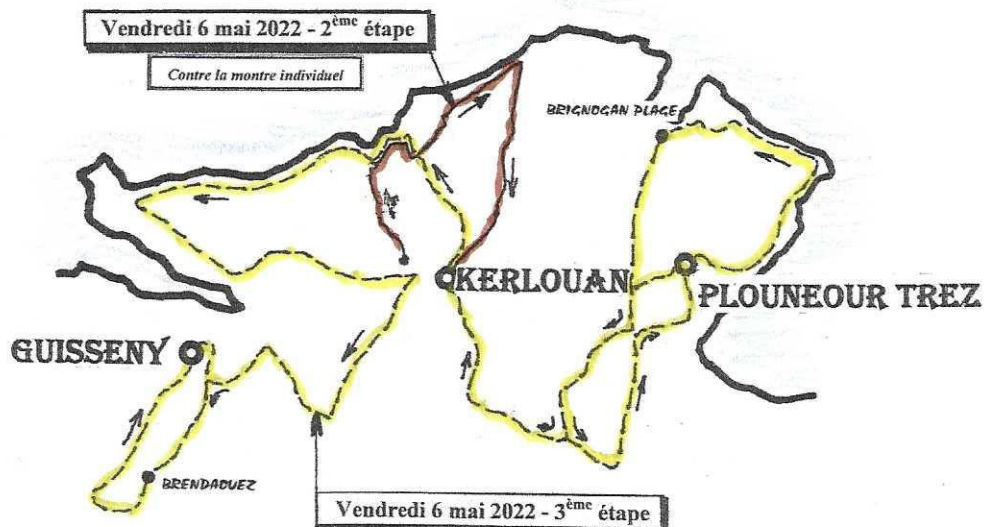 Vendredi 6 mai 2022 - 2ème étape
Contre la montre individuel
BRIGNOGAN PLAGE
KERLOUAN
PLOUNEOUR TREZ
GUISSENY
BRENDAOUEZ
Vendredi 6 mai 2022 - 3ème étape